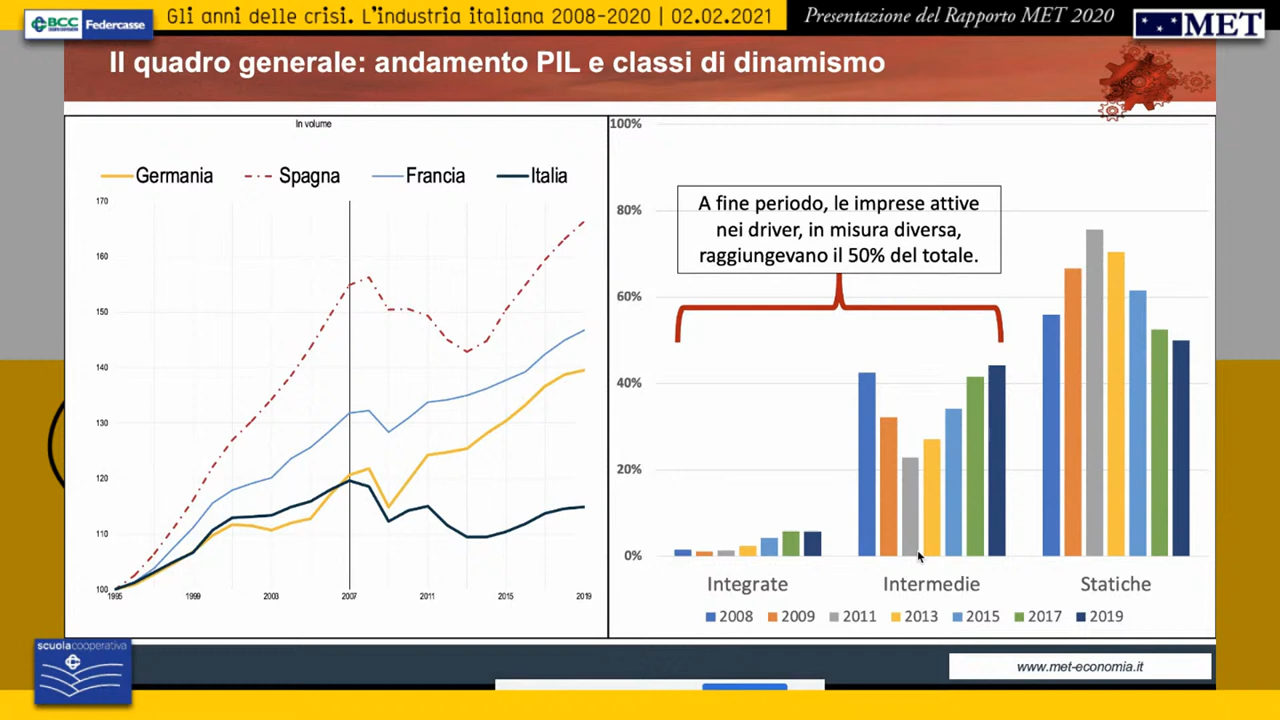 BCC
CREDITO COOPERATIVO
Federcasse
Gli anni delle crisi. L'industria italiana 2008-2020 | 02.02.2021
Presentazione del Rapporto MET 2020
MET
Il quadro generale: andamento PIL e classi di dinamismo
In volume
Germania
Spagna
Francia
Italia
170
160
150
140
130
120
110
100
1995
1999
2003
2007
2011
2015
2019
100%
80%
60%
40%
20%
0%
A fine periodo, le imprese attive
nei driver, in misura diversa,
raggiungevano il 50% del totale.
Integrate
Intermedie
Statiche
2008
2009
2011
2013
2015
2017
2019
scuolacooperativa
www.met-economia.it